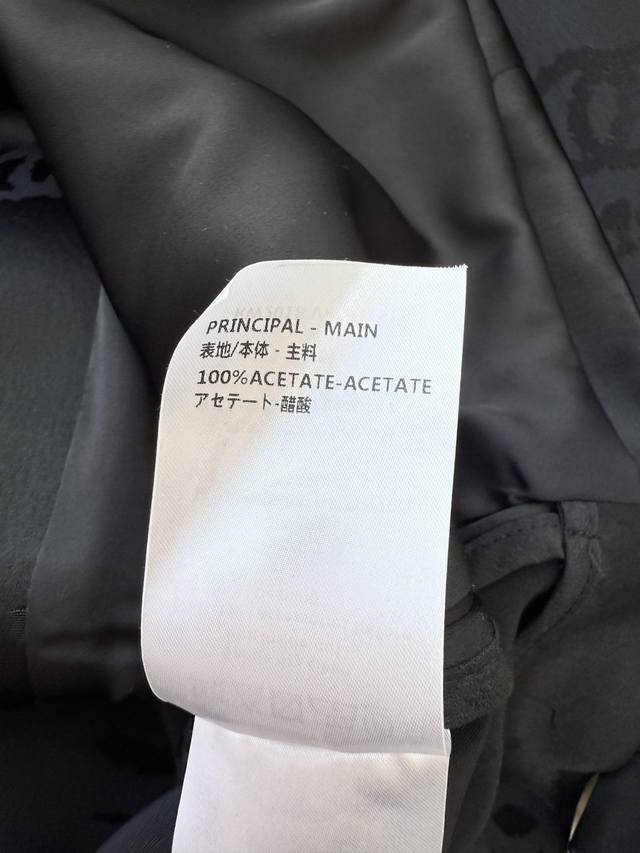 PRINCIPAL - MAIN
表地/本体 - 主料
100%ACETATE-ACETATE
アセテート-醋酸